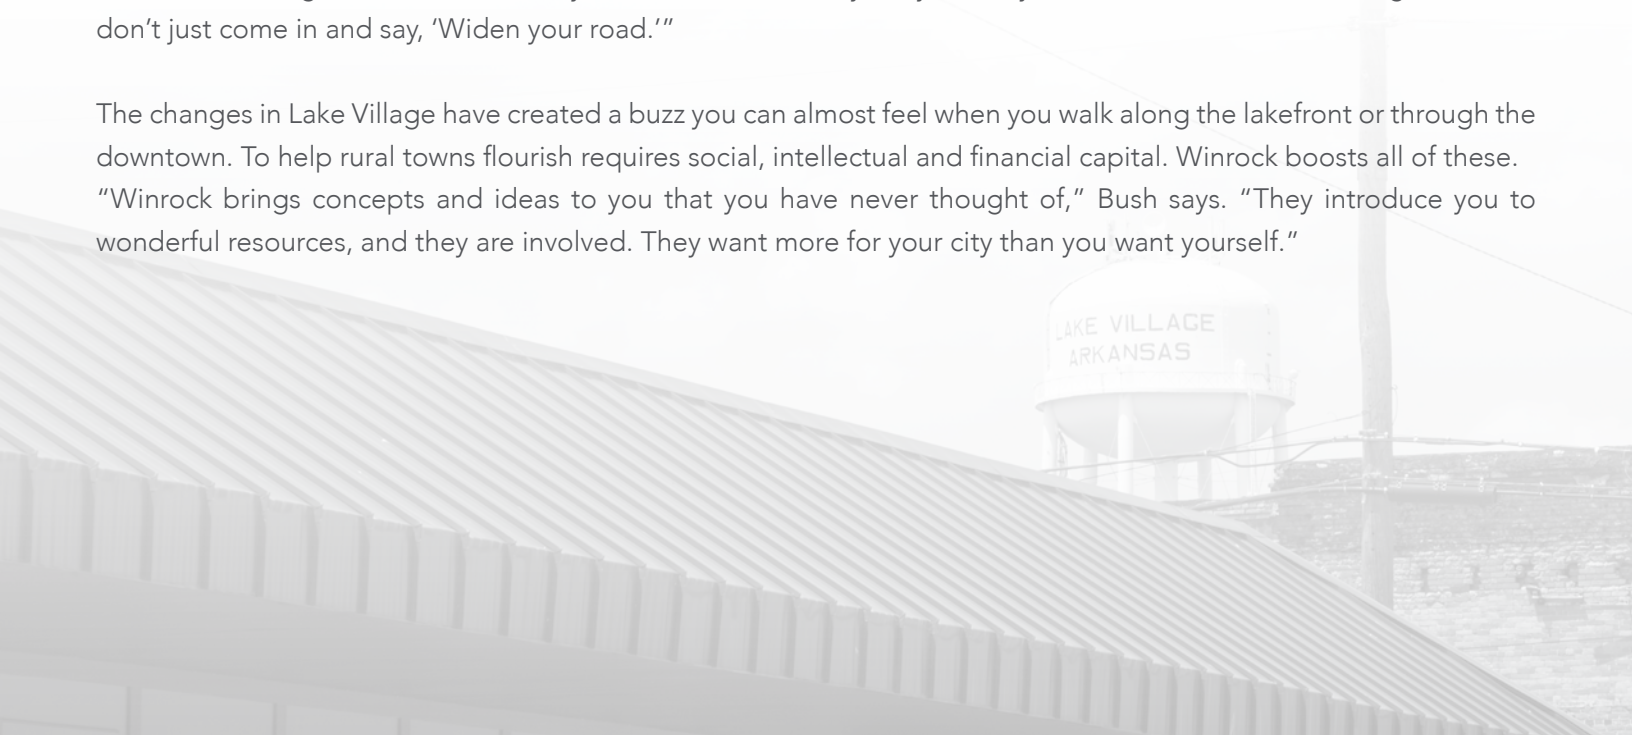 don’t just come in and say, ‘Widen your road.’”
The changes in Lake Village have created a buzz you can almost feel when you walk along the lakefront or through the
downtown. To help rural towns flourish requires social, intellectual and financial capital. Winrock boosts all of these.
“Winrock brings concepts and ideas to you that you have never thought of,” Bush says. “They introduce you to
wonderful resources, and they are involved. They want more for your city than you want yourself.”
LAKE VILLAGE
ARKANSAS